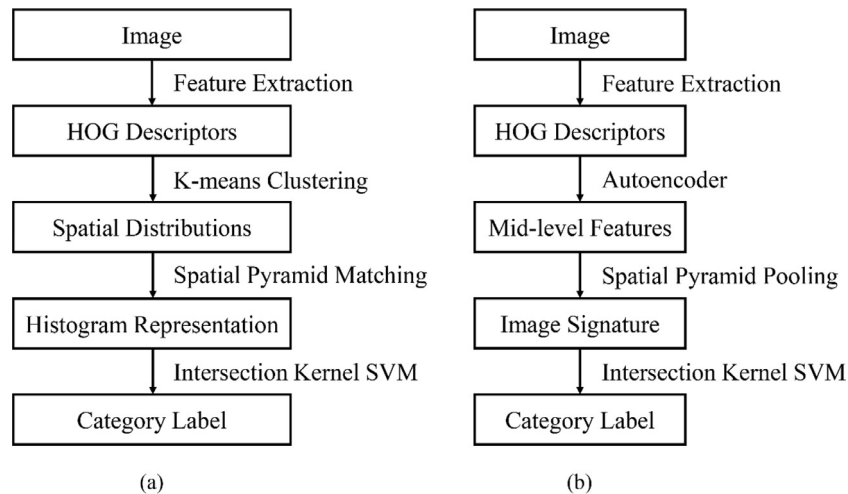 Image
Feature Extraction
HOG Descriptors
K-means Clustering
Spatial Distributions
Spatial Pyramid Matching
Histogram Representation
Intersection Kernel SVM
Category Label
(a)
Image
Feature Extraction
HOG Descriptors
Autoencoder
Mid-level Features
Spatial Pyramid Pooling
Image Signature
Intersection Kernel SVM
Category Label
(b)